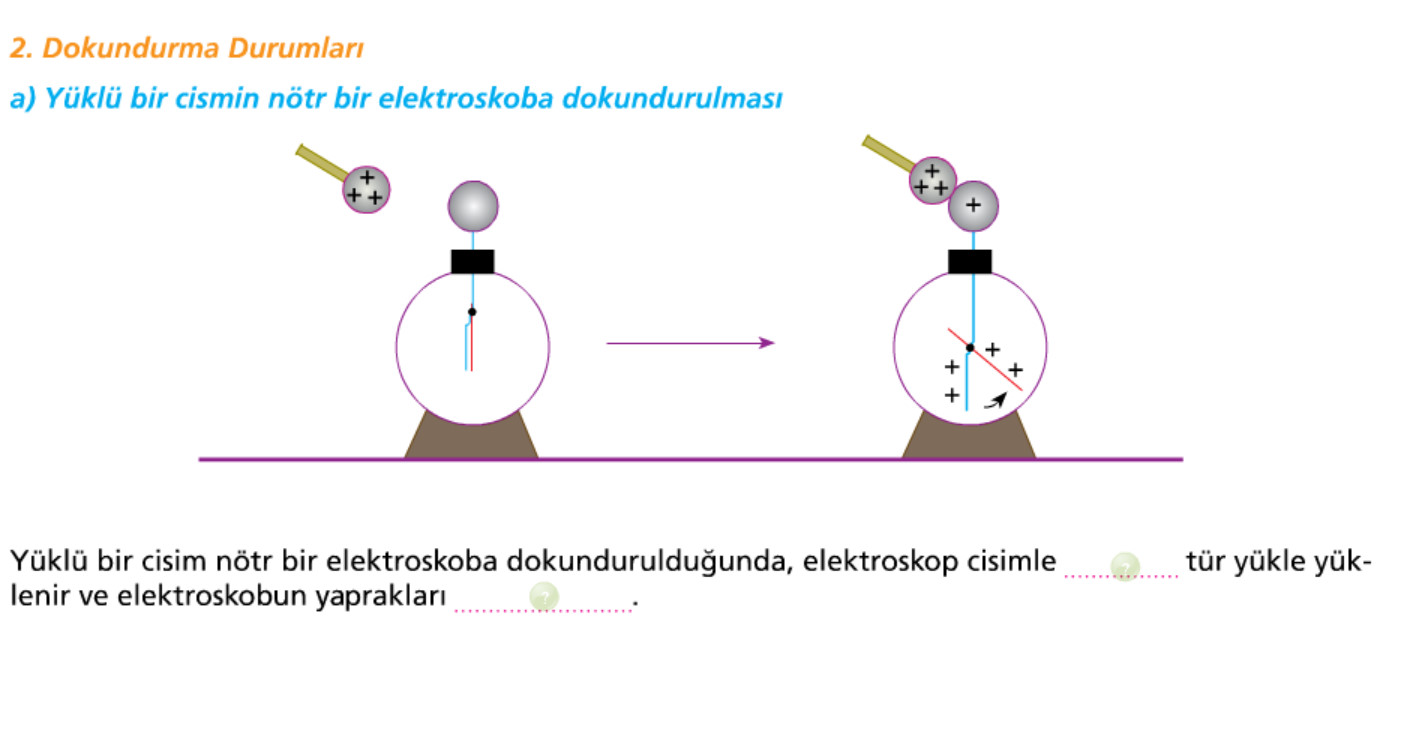 2. Dokundurma Durumları
a) Yüklü bir cismin nötr bir elektroskoba dokundurulması
+
+ +
+
+ +
+
+
+ +
+
Yüklü bir cisim nötr bir elektroskoba dokundurulduğunda, elektroskop cisimle ........?........ tür yükle yük-
lenir ve elektroskobun yaprakları ........?........ .